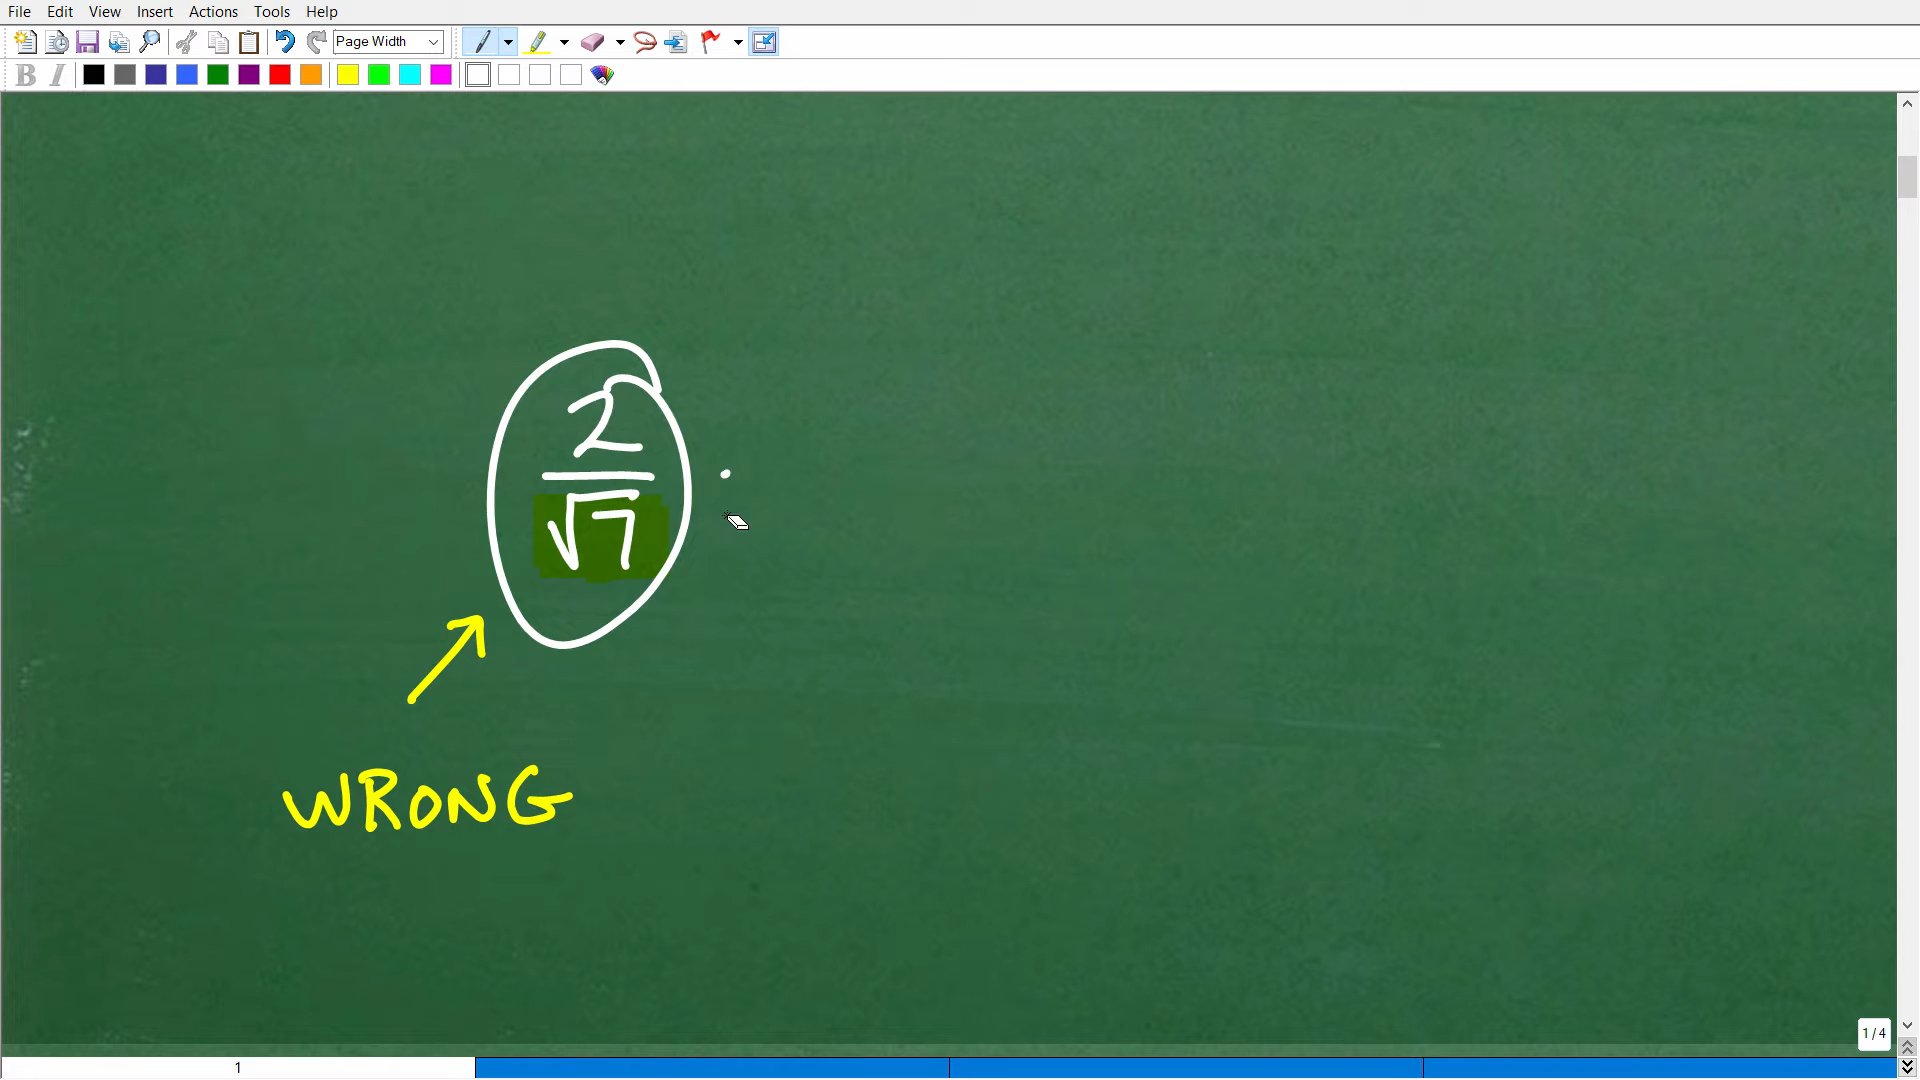 File Edit View Insert Actions Tools Help
Page Width
B I
2
√7
WRONG
1 / 4
1